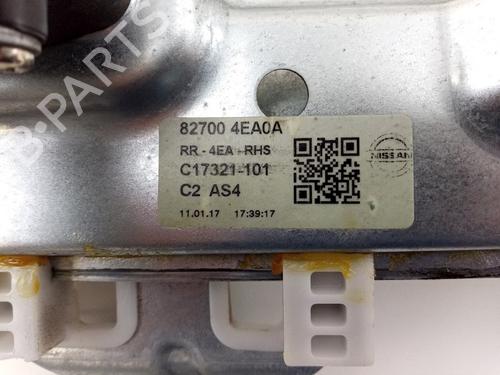 82700 4EA0A
RR - 4EA - RHS
C17321-101
C2 AS4
11.01.17 17:39:17
NISSAN
B-PARTS